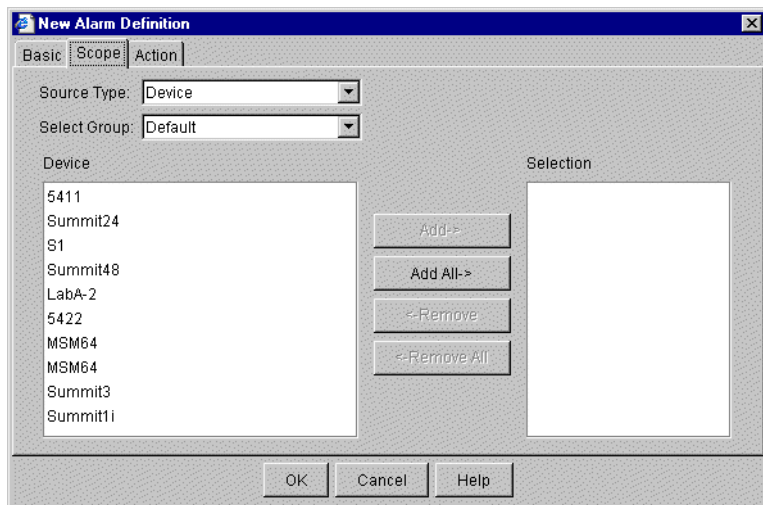 New Alarm Definition
Basic Scope Action
Source Type: Device
Select Group: Default
Device
Selection
5411
Summit24
S1
Summit48
LabA-2
5422
MSM64
MSM64
Summit3
Summit1i
Add->
Add All->
<-Remove
<-Remove All
OK Cancel Help